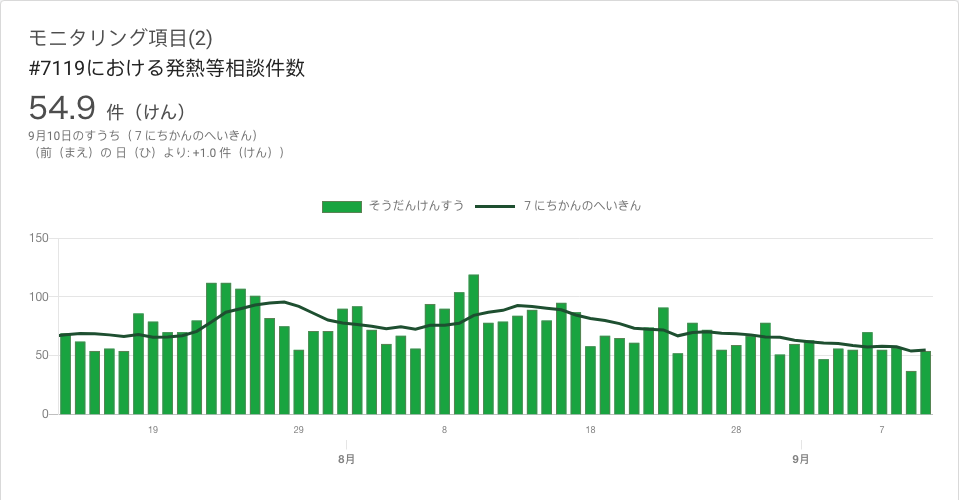 モニタリング項目(2)
#7119における発熱等相談件数
54.9 件（けん）
9月10日のすうち（７にちかんのへいきん）
（前（まえ）の 日（ひ）より: +1.0 件（けん））
そうだんけんすう ７にちかんのへいきん
150
100
50
0
19 29 8 18 28 7
8月 9月